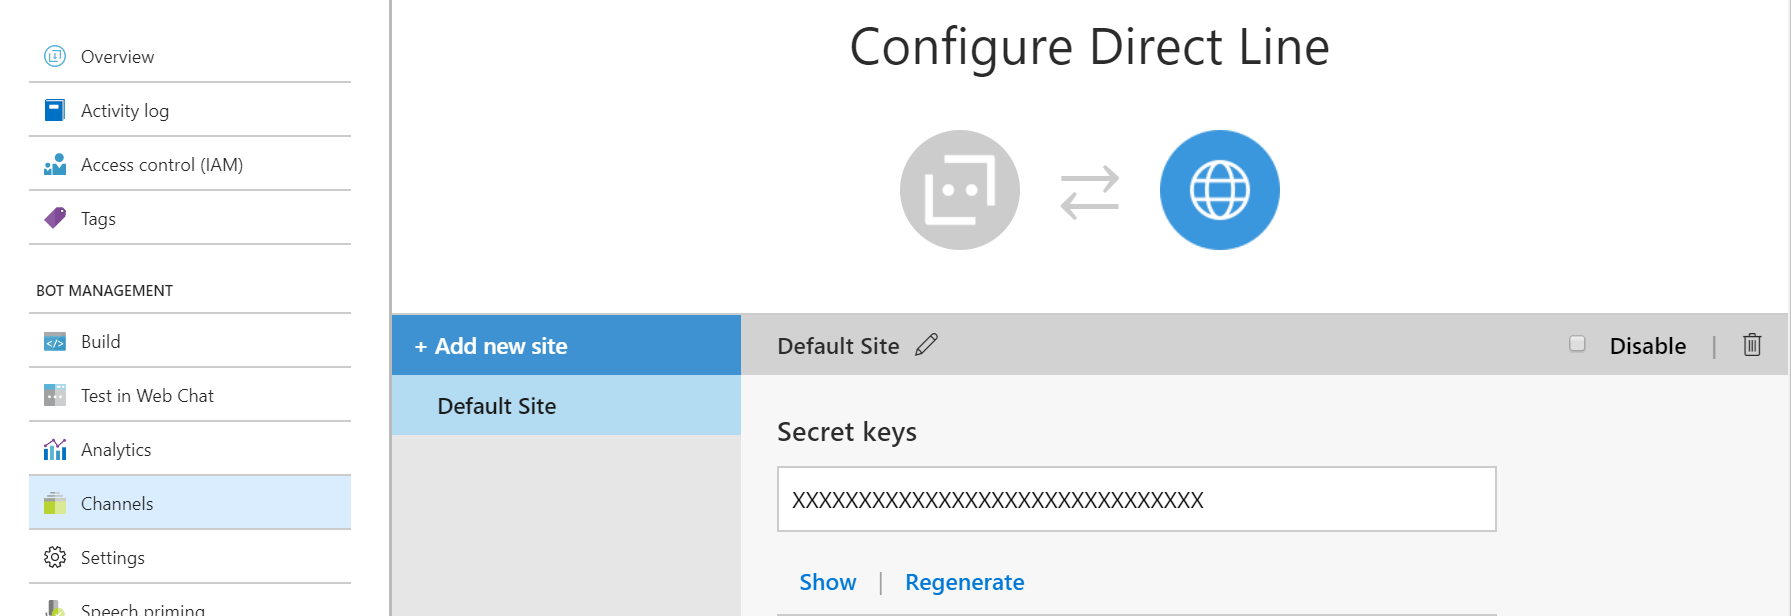 Overview
Activity log
Access control (IAM)
Tags
BOT MANAGEMENT
Build
Test in Web Chat
Analytics
Channels
Settings
Speech priming
Configure Direct Line
+ Add new site
Default Site
Default Site
Disable
Secret keys
XXXXXXXXXXXXXXXXXXXXXXXXXXXXXXX
Show | Regenerate